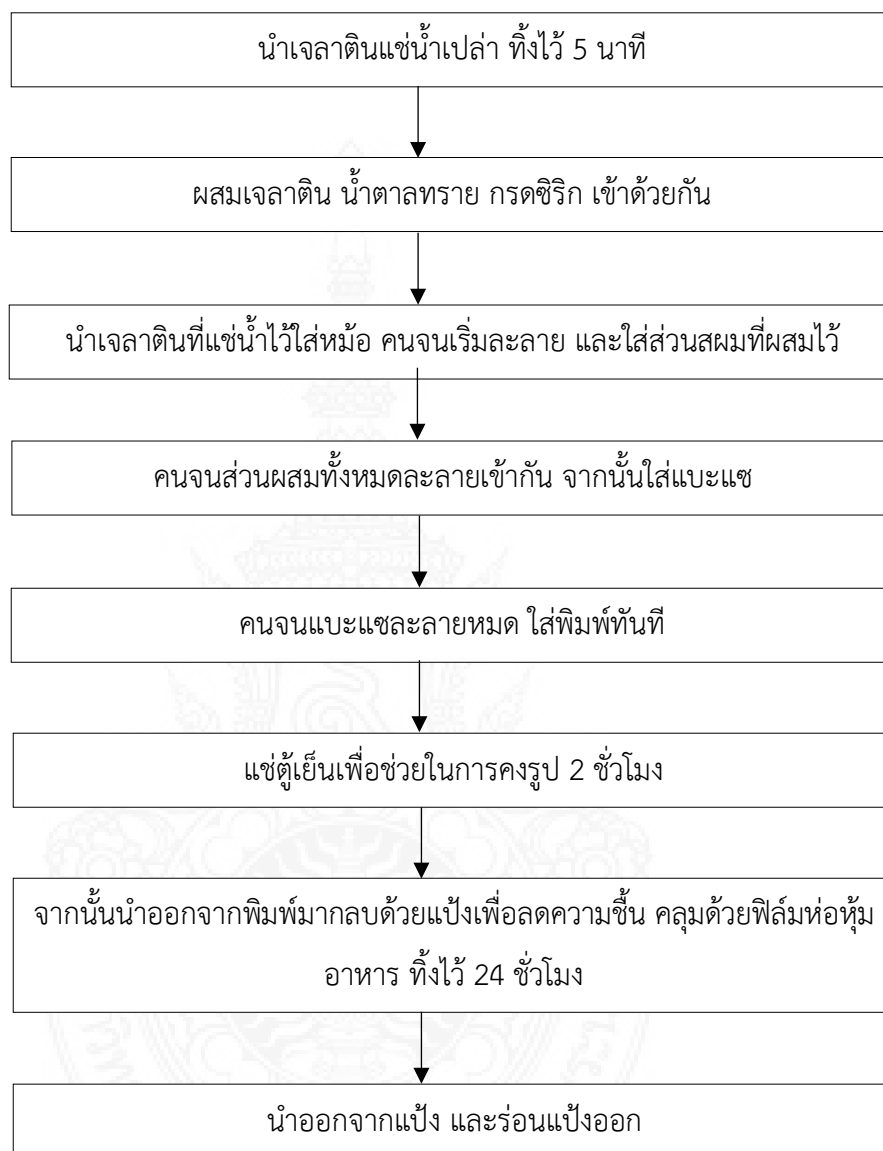 นำเจลาตินแช่น้ำเปล่า ทิ้งไว้ 5 นาที
ผสมเจลาติน น้ำตาลทราย กรดซิริก เข้าด้วยกัน
นำเจลาตินที่แช่น้ำไว้ใส่หม้อ คนจนเริ่มละลาย และใส่ส่วนสผมที่ผสมไว้
คนจนส่วนผสมทั้งหมดละลายเข้ากัน จากนั้นใส่แบะแซ
คนจนแบะแซละลายหมด ใส่พิมพ์ทันที
แช่ตู้เย็นเพื่อช่วยในการคงรูป 2 ชั่วโมง
จากนั้นนำออกจากพิมพ์มากลบด้วยแป้งเพื่อลดความชื้น คลุมด้วยฟิล์มห่อหุ้ม
อาหาร ทิ้งไว้ 24 ชั่วโมง
นำออกจากแป้ง และร่อนแป้งออก